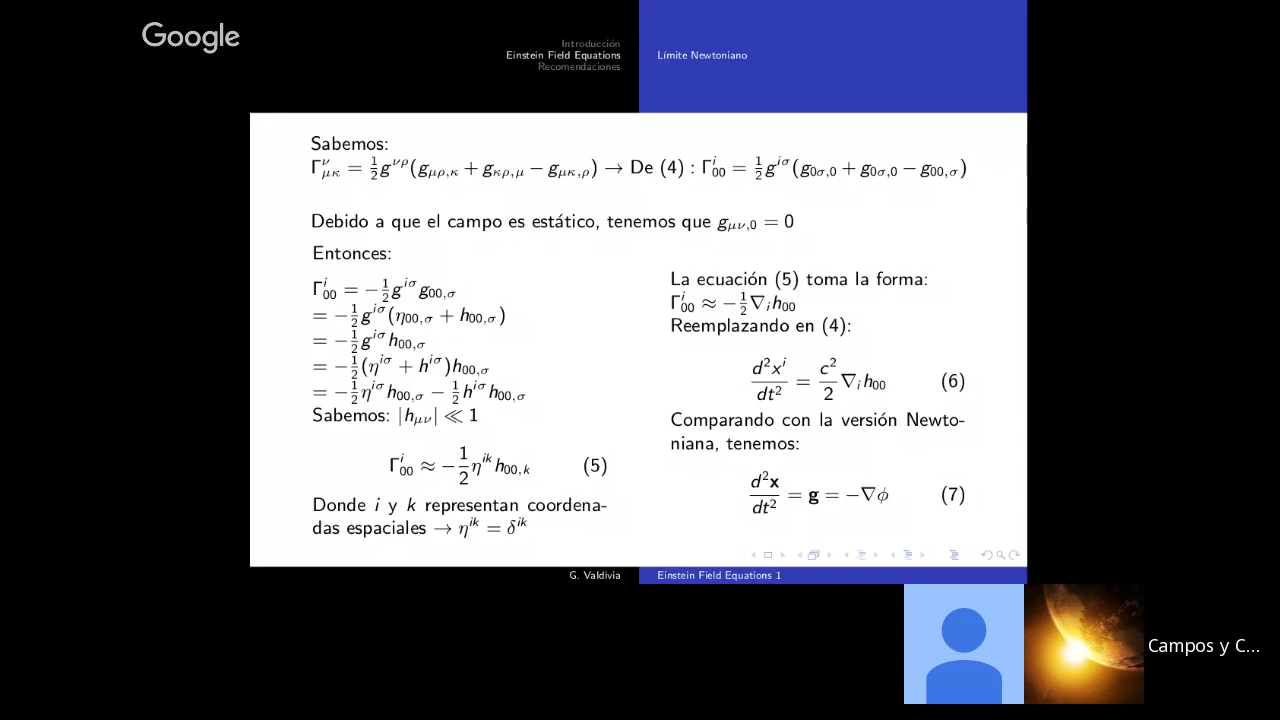 Google
Introducción
Einstein Field Equations
Recomendaciones
Límite Newtoniano
Sabemos:
Γ^ν_{μκ} = ½g^{νρ}(g_{μρ,κ} + g_{κρ,μ} − g_{μκ,ρ}) → De (4) : Γ^i_{00} = ½g^{iσ}(g_{0σ,0} + g_{0σ,0} − g_{00,σ})
Debido a que el campo es estático, tenemos que g_{μν,0} = 0
Entonces:
Γ^i_{00} = −½g^{iσ}g_{00,σ}
= −½g^{iσ}(η_{00,σ} + h_{00,σ})
= −½g^{iσ}h_{00,σ}
= −½(η^{iσ} + h^{iσ})h_{00,σ}
= −½η^{iσ}h_{00,σ} − ½h^{iσ}h_{00,σ}
Sabemos: |h_{μν}| ≪ 1
Γ^i_{00} ≈ −\frac{1}{2}η^{ik}h_{00,k} (5)
Donde i y k representan coordena-
das espaciales → η^{ik} = δ^{ik}
La ecuación (5) toma la forma:
Γ^i_{00} ≈ −½∇_i h_{00}
Reemplazando en (4):
\frac{d²x^i}{dt²} = \frac{c²}{2}∇_i h_{00} (6)
Comparando con la versión Newto-
niana, tenemos:
\frac{d²𝐱}{dt²} = 𝐠 = −∇ϕ (7)
G. Valdivia
Einstein Field Equations 1
Campos y C...